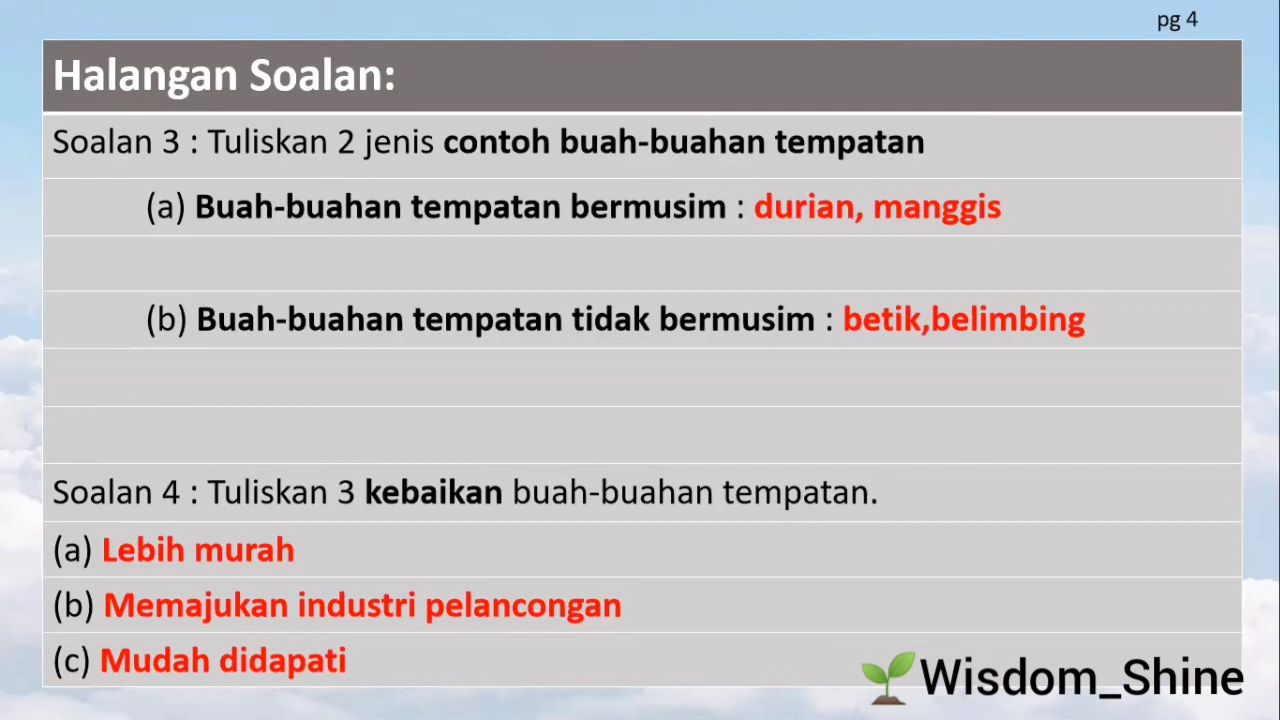 pg 4
Halangan Soalan:
Soalan 3 : Tuliskan 2 jenis contoh buah-buahan tempatan
(a) Buah-buahan tempatan bermusim : durian, manggis
(b) Buah-buahan tempatan tidak bermusim : betik,belimbing
Soalan 4 : Tuliskan 3 kebaikan buah-buahan tempatan.
(a) Lebih murah
(b) Memajukan industri pelancongan
(c) Mudah didapati
Wisdom_Shine